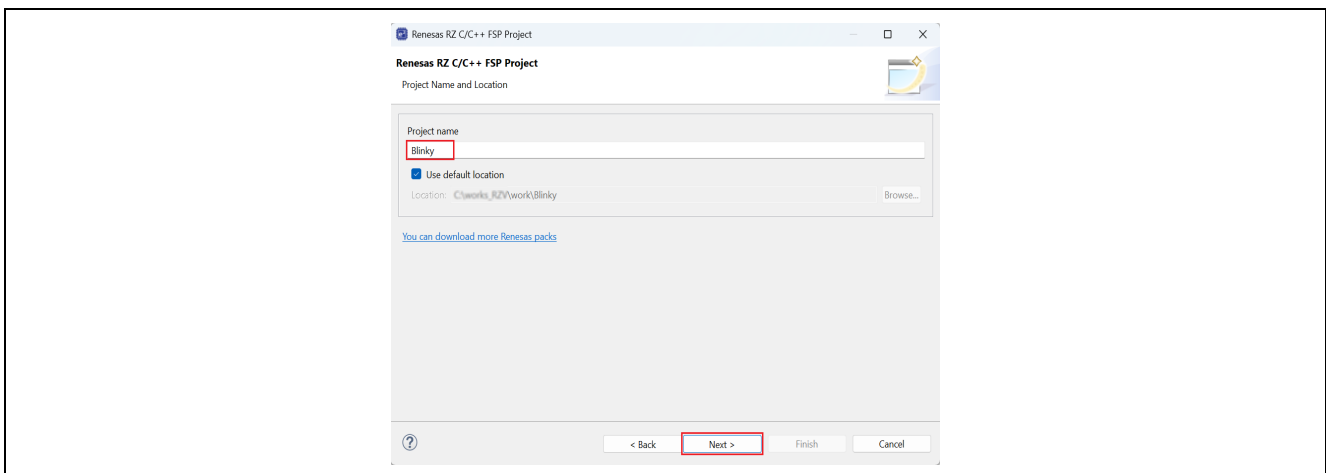 Renesas RZ C/C++ FSP Project
Renesas RZ C/C++ FSP Project
Project Name and Location
Project name
Blinky
Use default location
Location: C:\works_RZV\work\Blinky
Browse...
You can download more Renesas packs
< Back Next > Finish Cancel